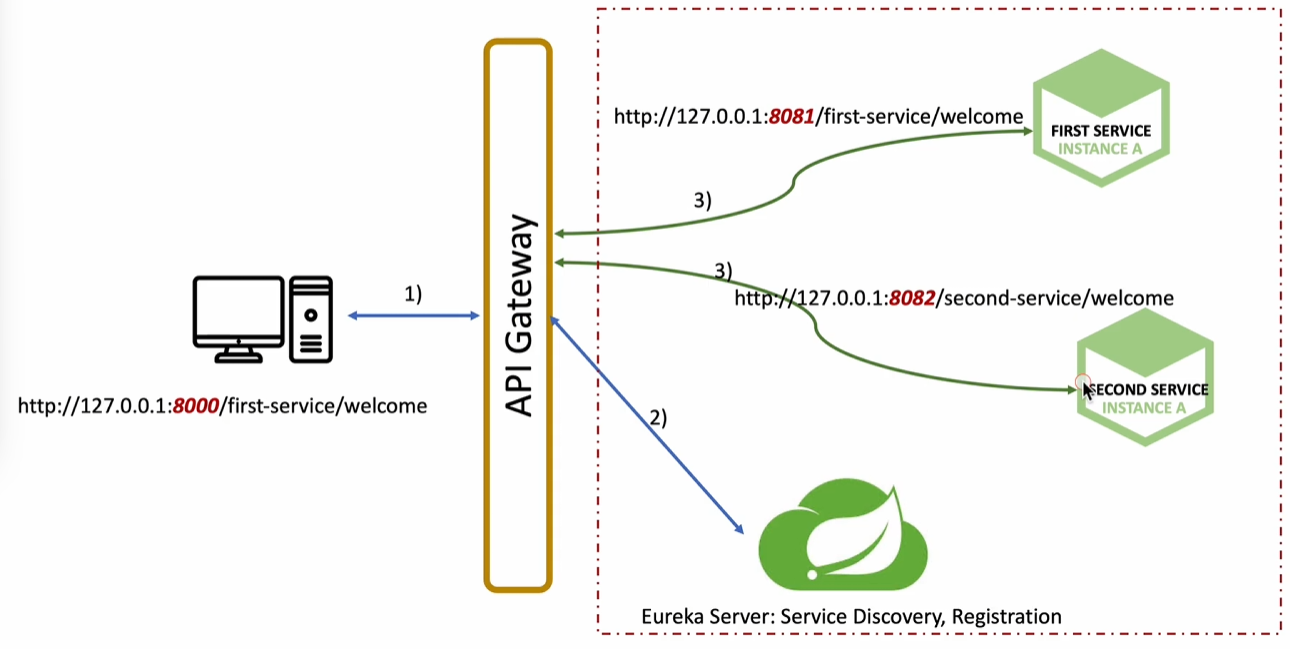 http://127.0.0.1:8081/first-service/welcome
FIRST SERVICE
INSTANCE A
3)
API Gateway
3)
1)
http://127.0.0.1:8082/second-service/welcome
SECOND SERVICE
INSTANCE A
http://127.0.0.1:8000/first-service/welcome
2)
Eureka Server: Service Discovery, Registration